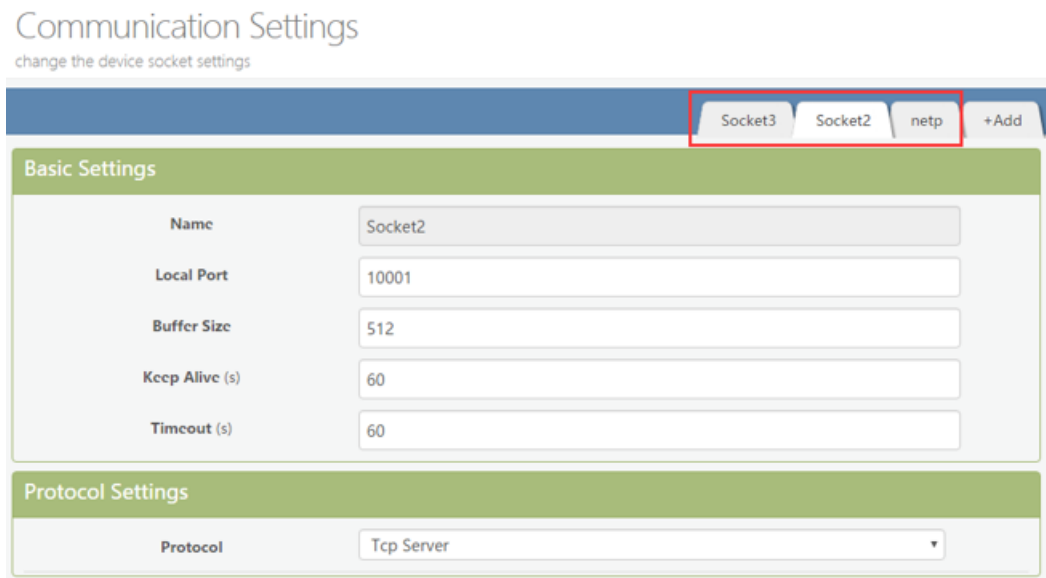 Communication Settings
change the device socket settings
Socket3 Socket2 netp +Add
Basic Settings
Name Socket2
Local Port 10001
Buffer Size 512
Keep Alive (s) 60
Timeout (s) 60
Protocol Settings
Protocol Tcp Server